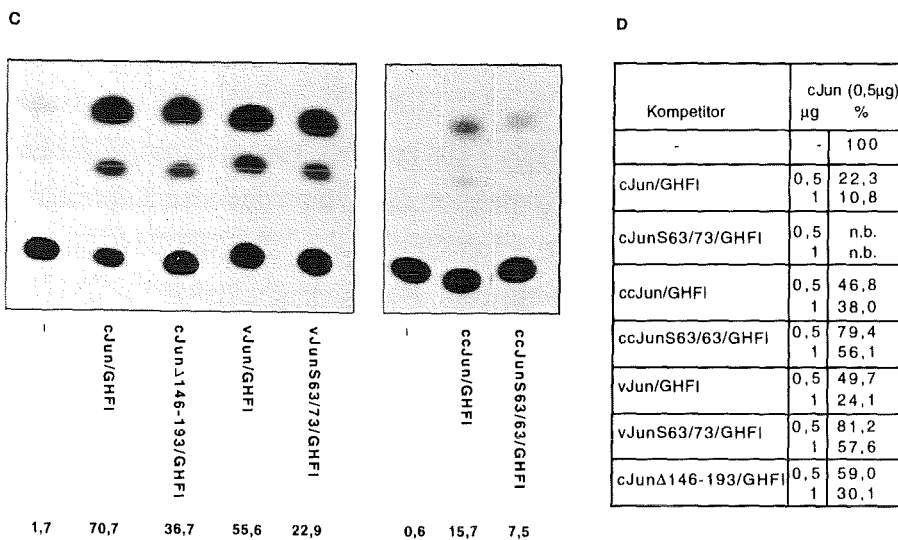 C
–
cJun/GHFI
cJunΔ146-193/GHFI
vJun/GHFI
vJunS63/73/GHFI
–
ccJun/GHFI
ccJunS63/63/GHFI
1,7 70,7 36,7 55,6 22,9 0,6 15,7 7,5
D
Kompetitor
cJun (0,5µg)
µg %
- - 100
cJun/GHFI 0,5 22,3
1 10,8
cJunS63/73/GHFI 0,5 n.b.
1 n.b.
ccJun/GHFI 0,5 46,8
1 38,0
ccJunS63/63/GHFI 0,5 79,4
1 56,1
vJun/GHFI 0,5 49,7
1 24,1
vJunS63/73/GHFI 0,5 81,2
1 57,6
cJunΔ146-193/GHFI 0,5 59,0
1 30,1